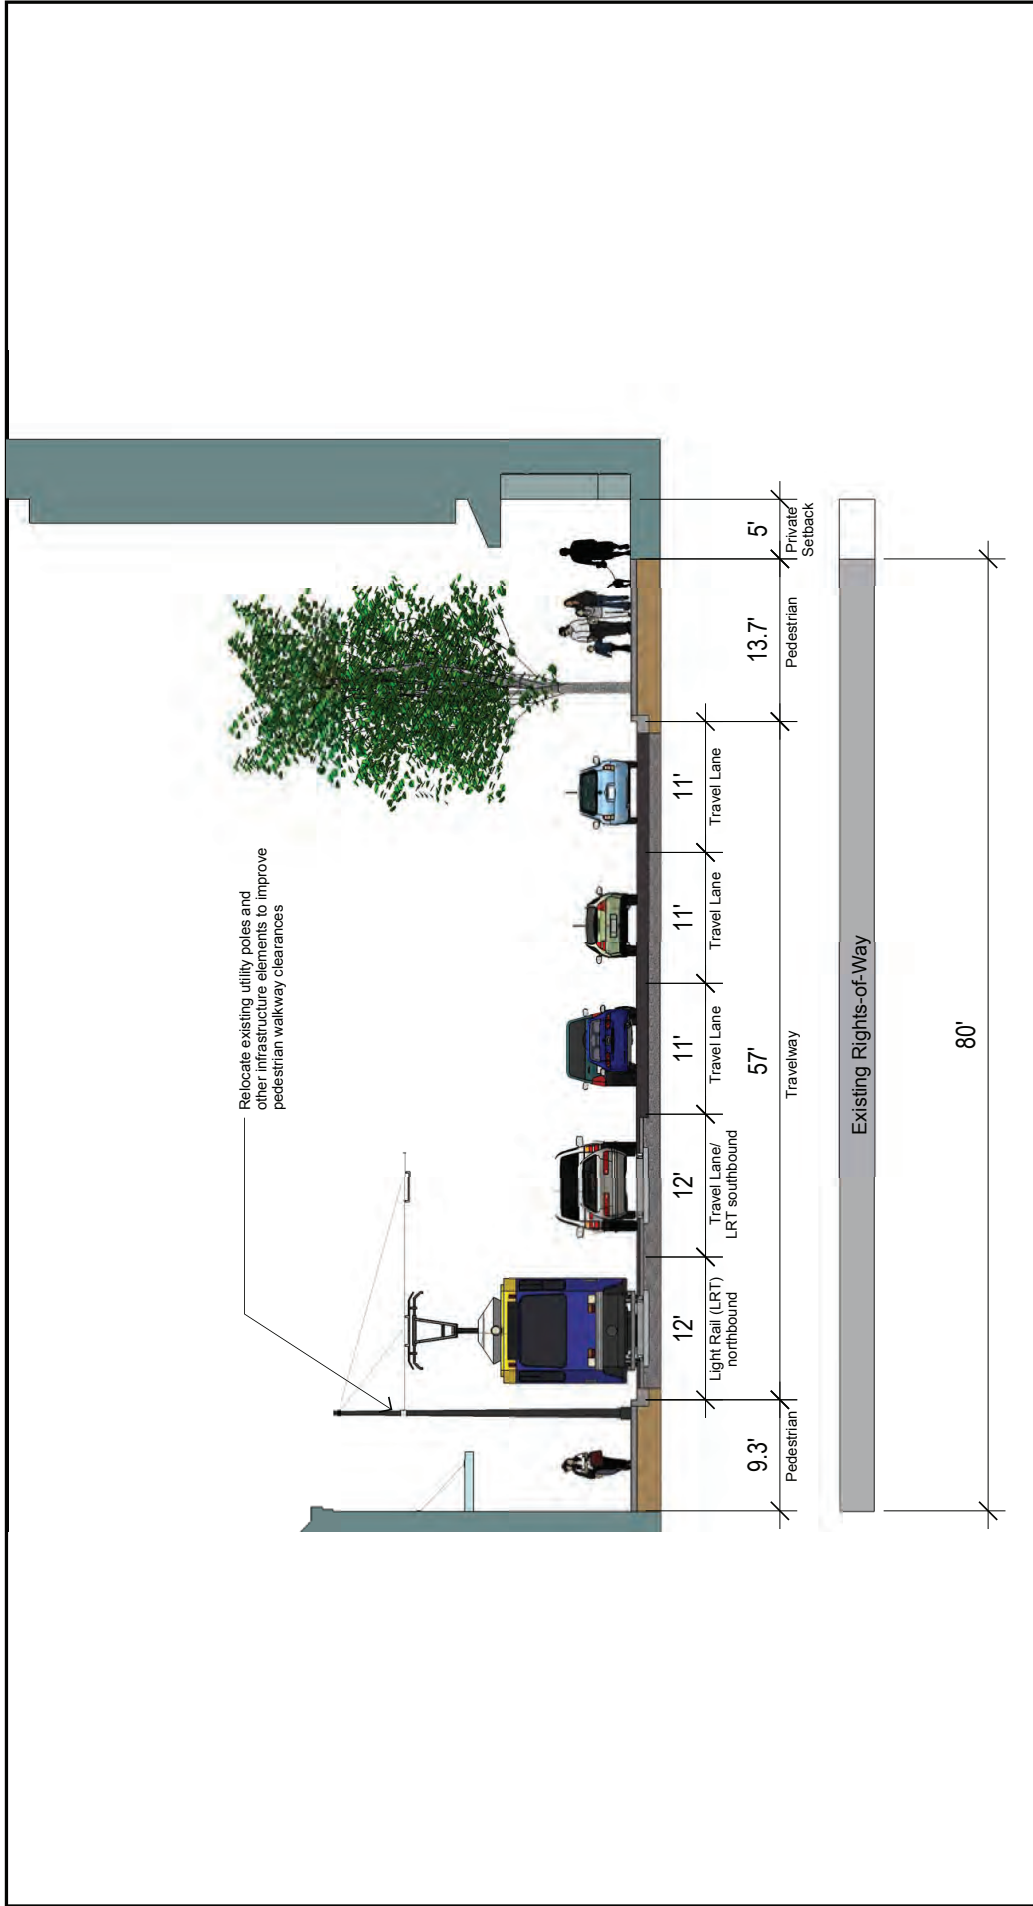 Relocate existing utility poles and
other infrastructure elements to improve
pedestrian walkway clearances
12'
12'
11'
11'
11'
Light Rail (LRT)
northbound
Travel Lane/
LRT southbound
Travel Lane
Travel Lane
Travel Lane
9.3'
57'
13.7'
5'
Pedestrian
Travelway
Pedestrian
Private
Setback
Existing Rights-of-Way
80'